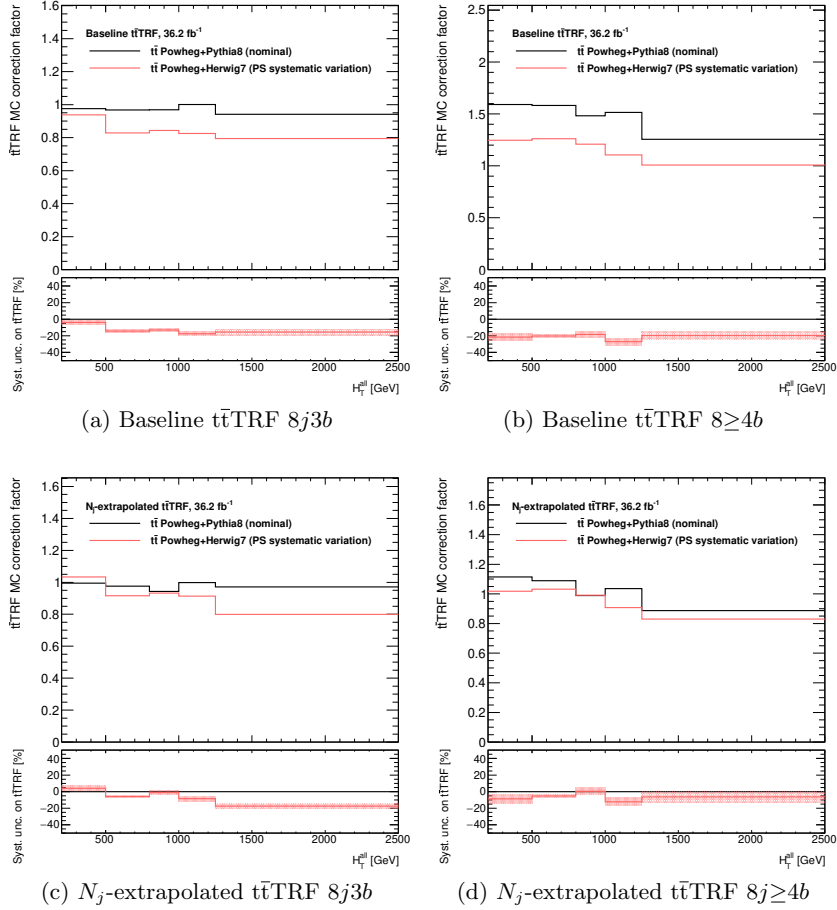 tt̄TRF MC correction factor
1.6
1.4
1.2
1
0.8
0.6
0.4
0.2
0
Baseline tt̄TRF, 36.2 fb⁻¹
tt̄ Powheg+Pythia8 (nominal)
tt̄ Powheg+Herwig7 (PS systematic variation)
Syst. unc. on tt̄TRF [%]
40
20
0
−20
−40
500 1000 1500 2000 2500
H_T^all [GeV]
(a) Baseline tt̄TRF 8j3b
tt̄TRF MC correction factor
2.5
2
1.5
1
0.5
0
Baseline tt̄TRF, 36.2 fb⁻¹
tt̄ Powheg+Pythia8 (nominal)
tt̄ Powheg+Herwig7 (PS systematic variation)
Syst. unc. on tt̄TRF [%]
40
20
0
−20
−40
500 1000 1500 2000 2500
H_T^all [GeV]
(b) Baseline tt̄TRF 8≥4b
tt̄TRF MC correction factor
1.6
1.4
1.2
1
0.8
0.6
0.4
0.2
0
N_j-extrapolated tt̄TRF, 36.2 fb⁻¹
tt̄ Powheg+Pythia8 (nominal)
tt̄ Powheg+Herwig7 (PS systematic variation)
Syst. unc. on tt̄TRF [%]
40
20
0
−20
−40
500 1000 1500 2000 2500
H_T^all [GeV]
(c) N_j-extrapolated tt̄TRF 8j3b
tt̄TRF MC correction factor
1.6
1.4
1.2
1
0.8
0.6
0.4
0.2
0
N_j-extrapolated tt̄TRF, 36.2 fb⁻¹
tt̄ Powheg+Pythia8 (nominal)
tt̄ Powheg+Herwig7 (PS systematic variation)
Syst. unc. on tt̄TRF [%]
40
20
0
−20
−40
500 1000 1500 2000 2500
H_T^all [GeV]
(d) N_j-extrapolated tt̄TRF 8j≥4b